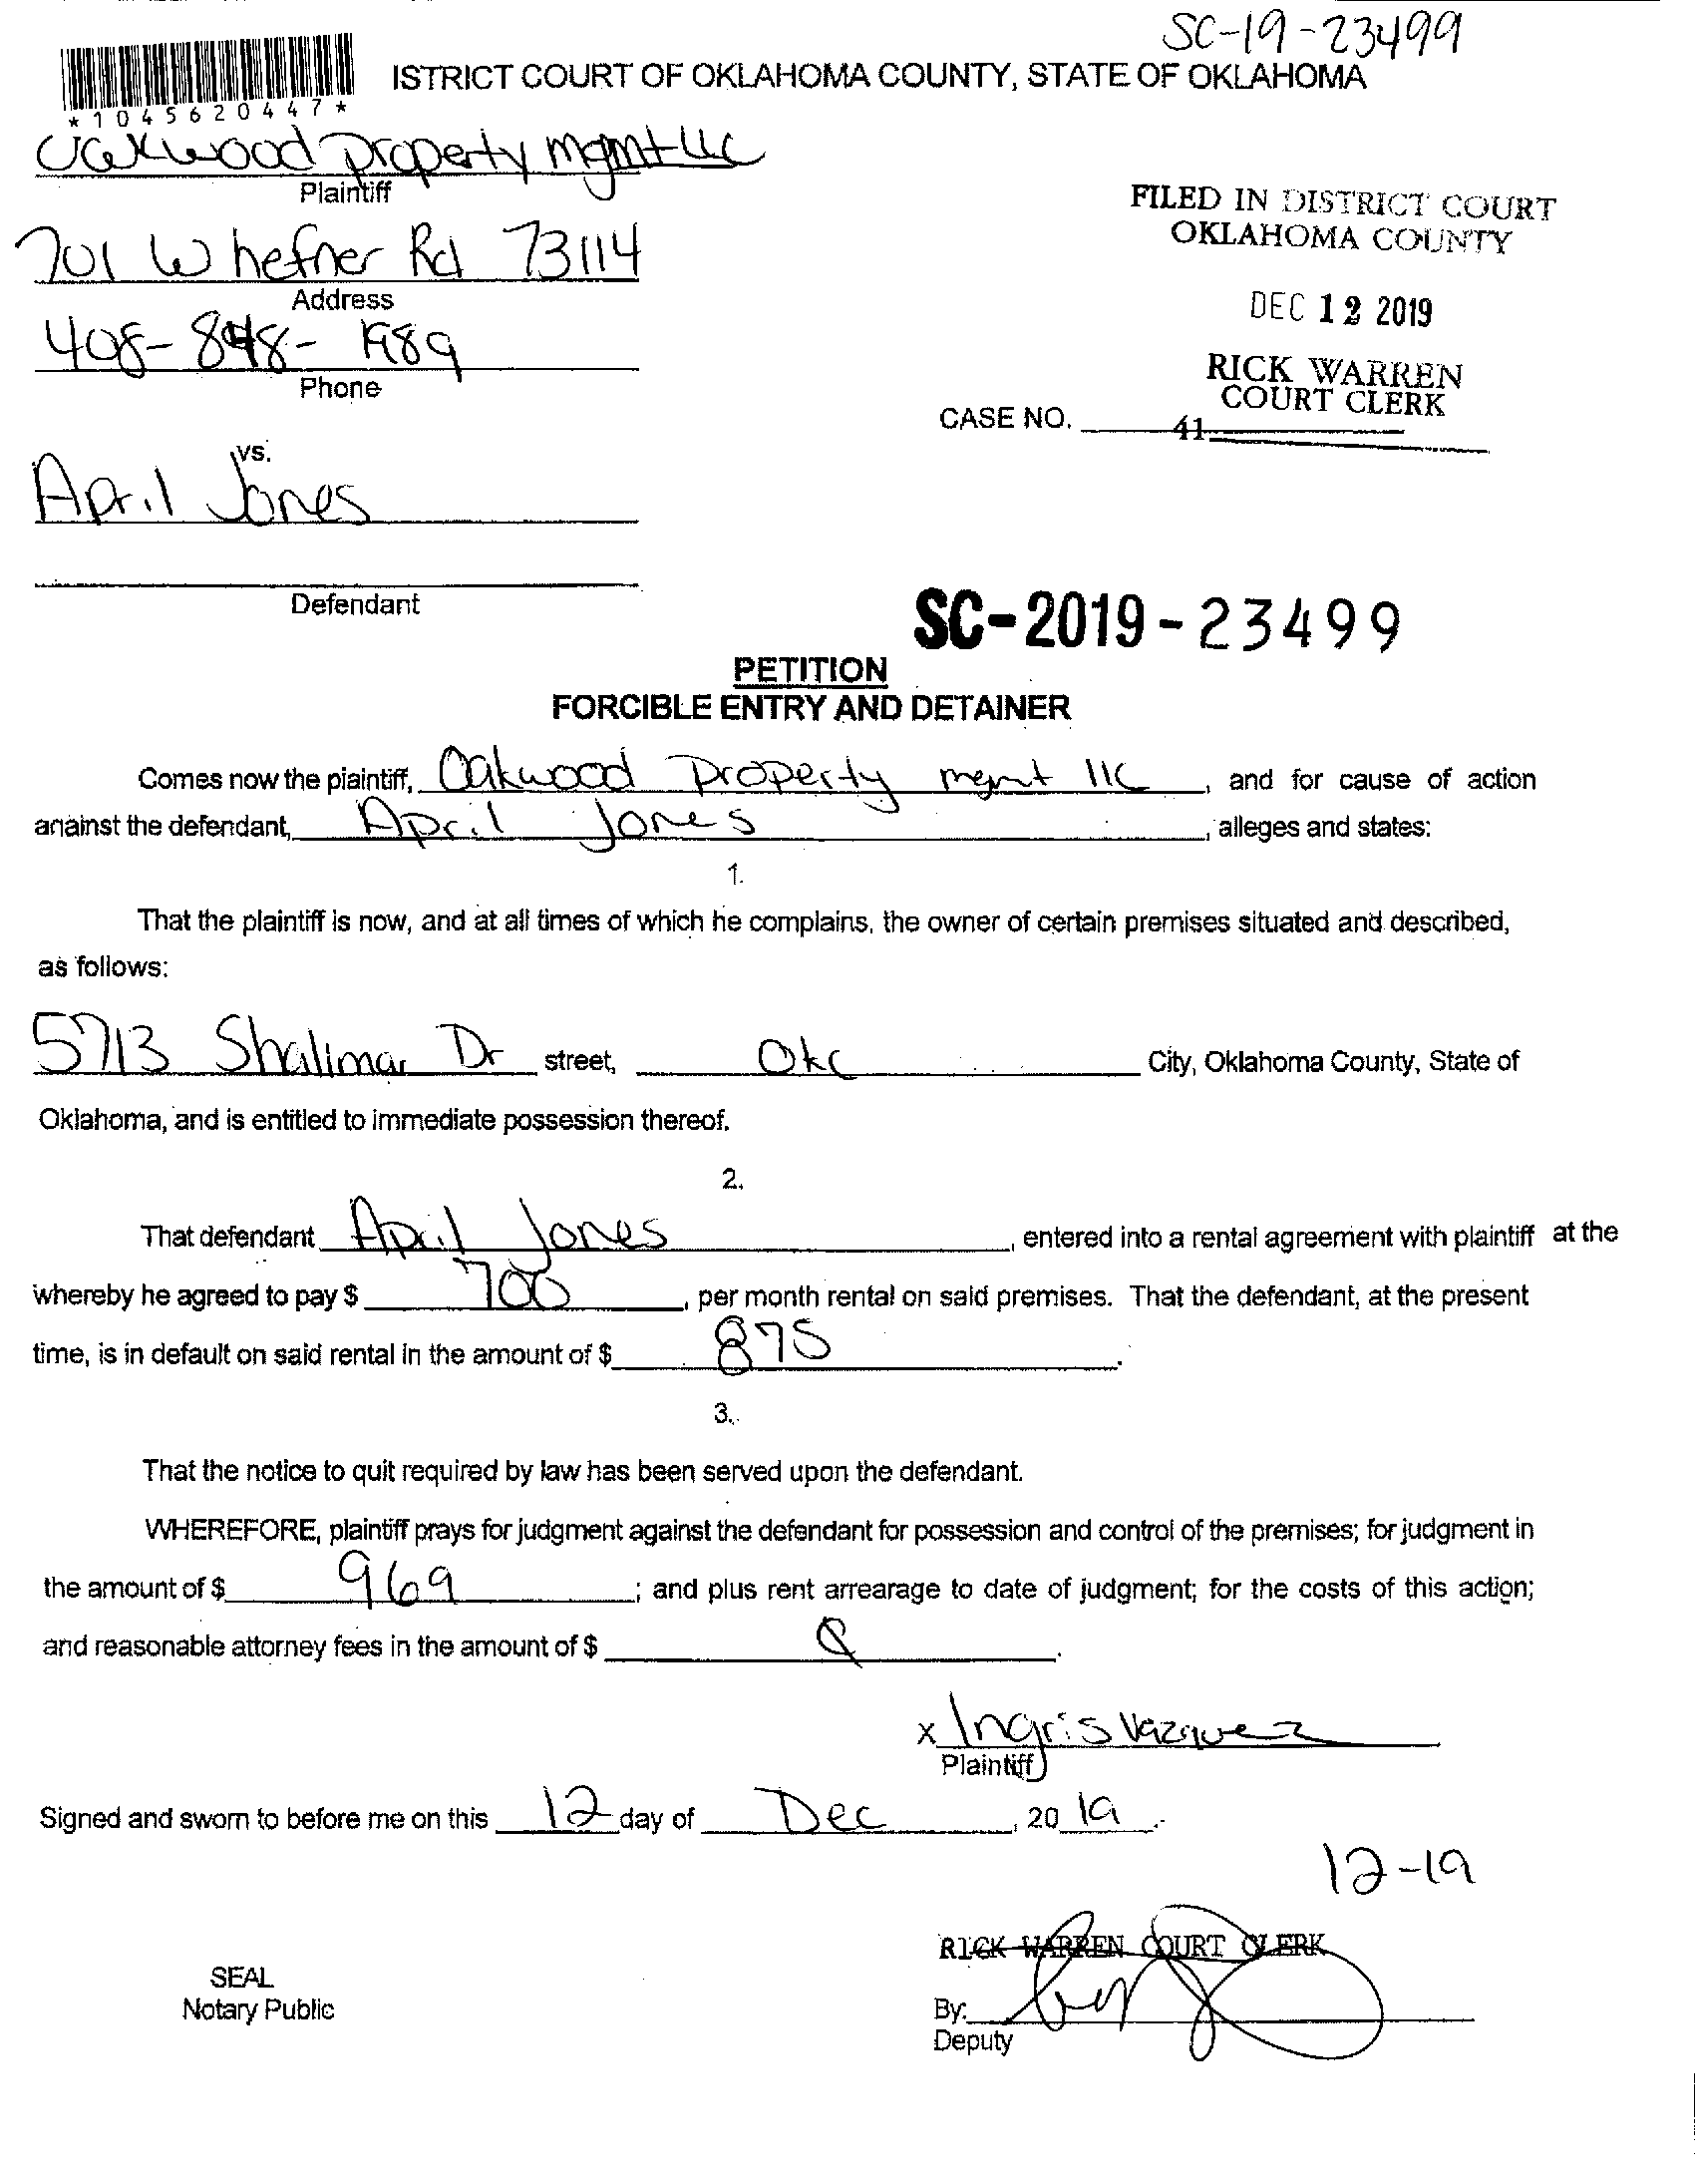 SC-19-23499
ISTRICT COURT OF OKLAHOMA COUNTY, STATE OF OKLAHOMA
*1045620447*
Oakwood property mgmt llc
Plaintiff
FILED IN DISTRICT COURT
OKLAHOMA COUNTY
701 W hefner Rd 73114
Address
DEC 12 2019
408-848-1989
Phone
RICK WARREN
COURT CLERK
CASE NO. 41
vs.
April Jones
Defendant
SC-2019-23499
PETITION
FORCIBLE ENTRY AND DETAINER
Comes now the plaintiff, Oakwood property mgmt llc, and for cause of action
against the defendant, April Jones, alleges and states:
1.
That the plaintiff is now, and at all times of which he complains, the owner of certain premises situated and described,
as follows:
5713 Shalimar Dr street, Okc City, Oklahoma County, State of
Oklahoma, and is entitled to immediate possession thereof.
2.
That defendant April Jones, entered into a rental agreement with plaintiff at the
whereby he agreed to pay $ 700, per month rental on said premises. That the defendant, at the present
time, is in default on said rental in the amount of $ 875.
3.
That the notice to quit required by law has been served upon the defendant.
WHEREFORE, plaintiff prays for judgment against the defendant for possession and control of the premises; for judgment in
the amount of $ 969; and plus rent arrearage to date of judgment; for the costs of this action;
and reasonable attorney fees in the amount of $
x Ingris Vazquez
Plaintiff
Signed and sworn to before me on this 12 day of Dec, 2019.
12-19
RICK WARREN COURT CLERK
SEAL
Notary Public
By:
Deputy